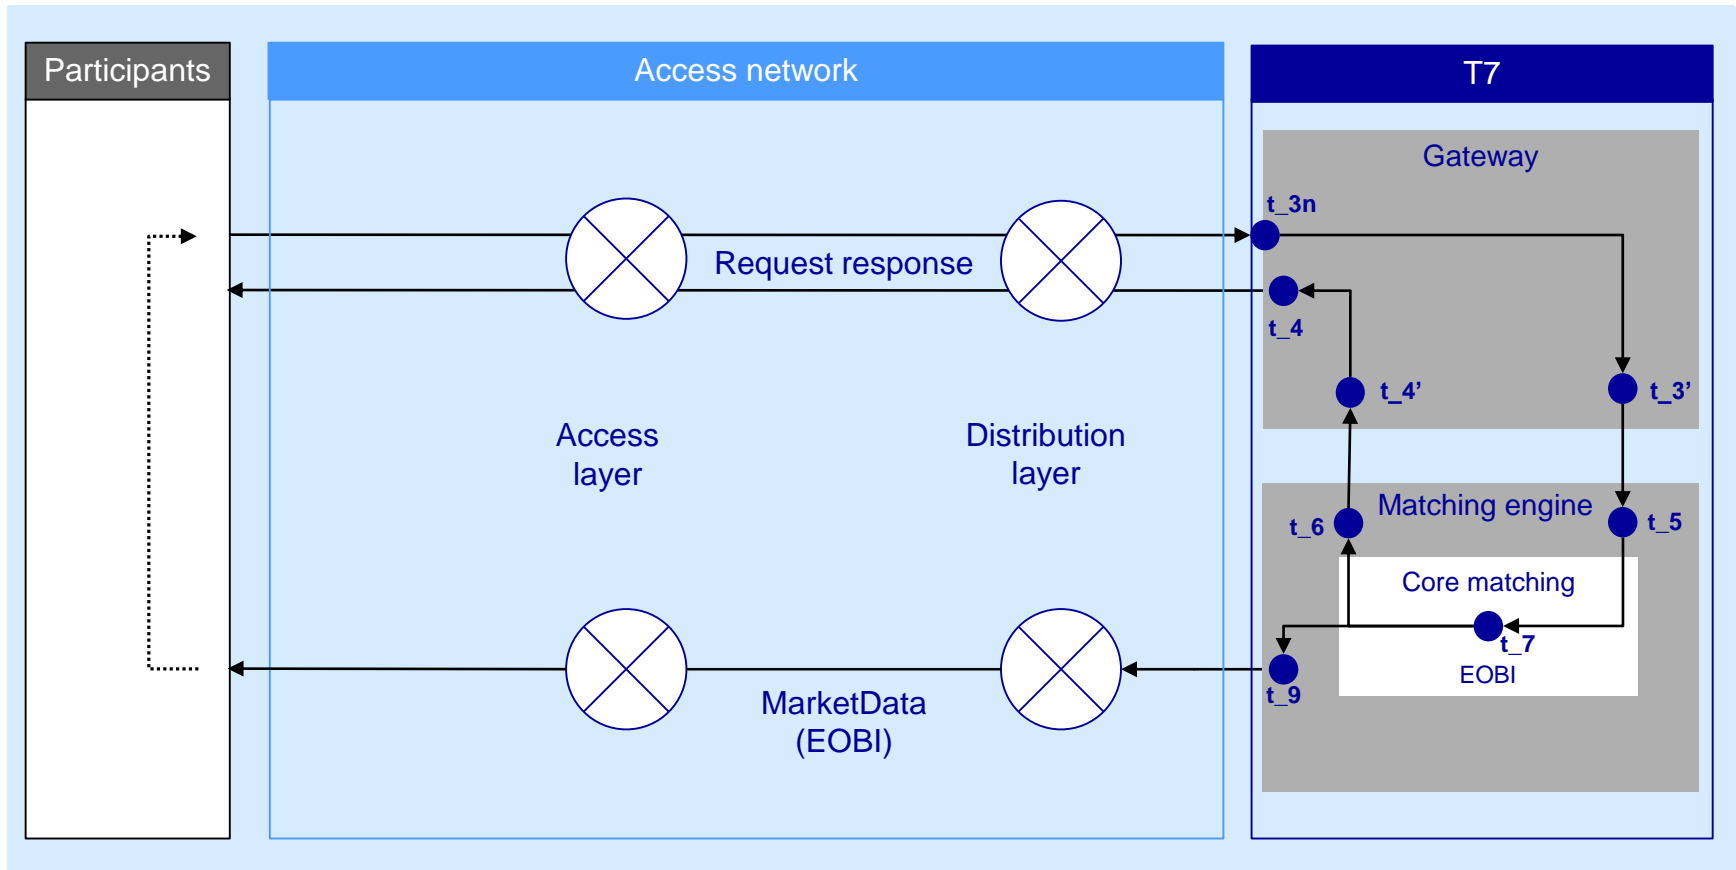 Participants
Access network
T7
Gateway
t_3n
Request response
t_4
t_4’
t_3’
Access
layer
Distribution
layer
Matching engine
t_6
t_5
Core matching
t_7
EOBI
t_9
MarketData
(EOBI)